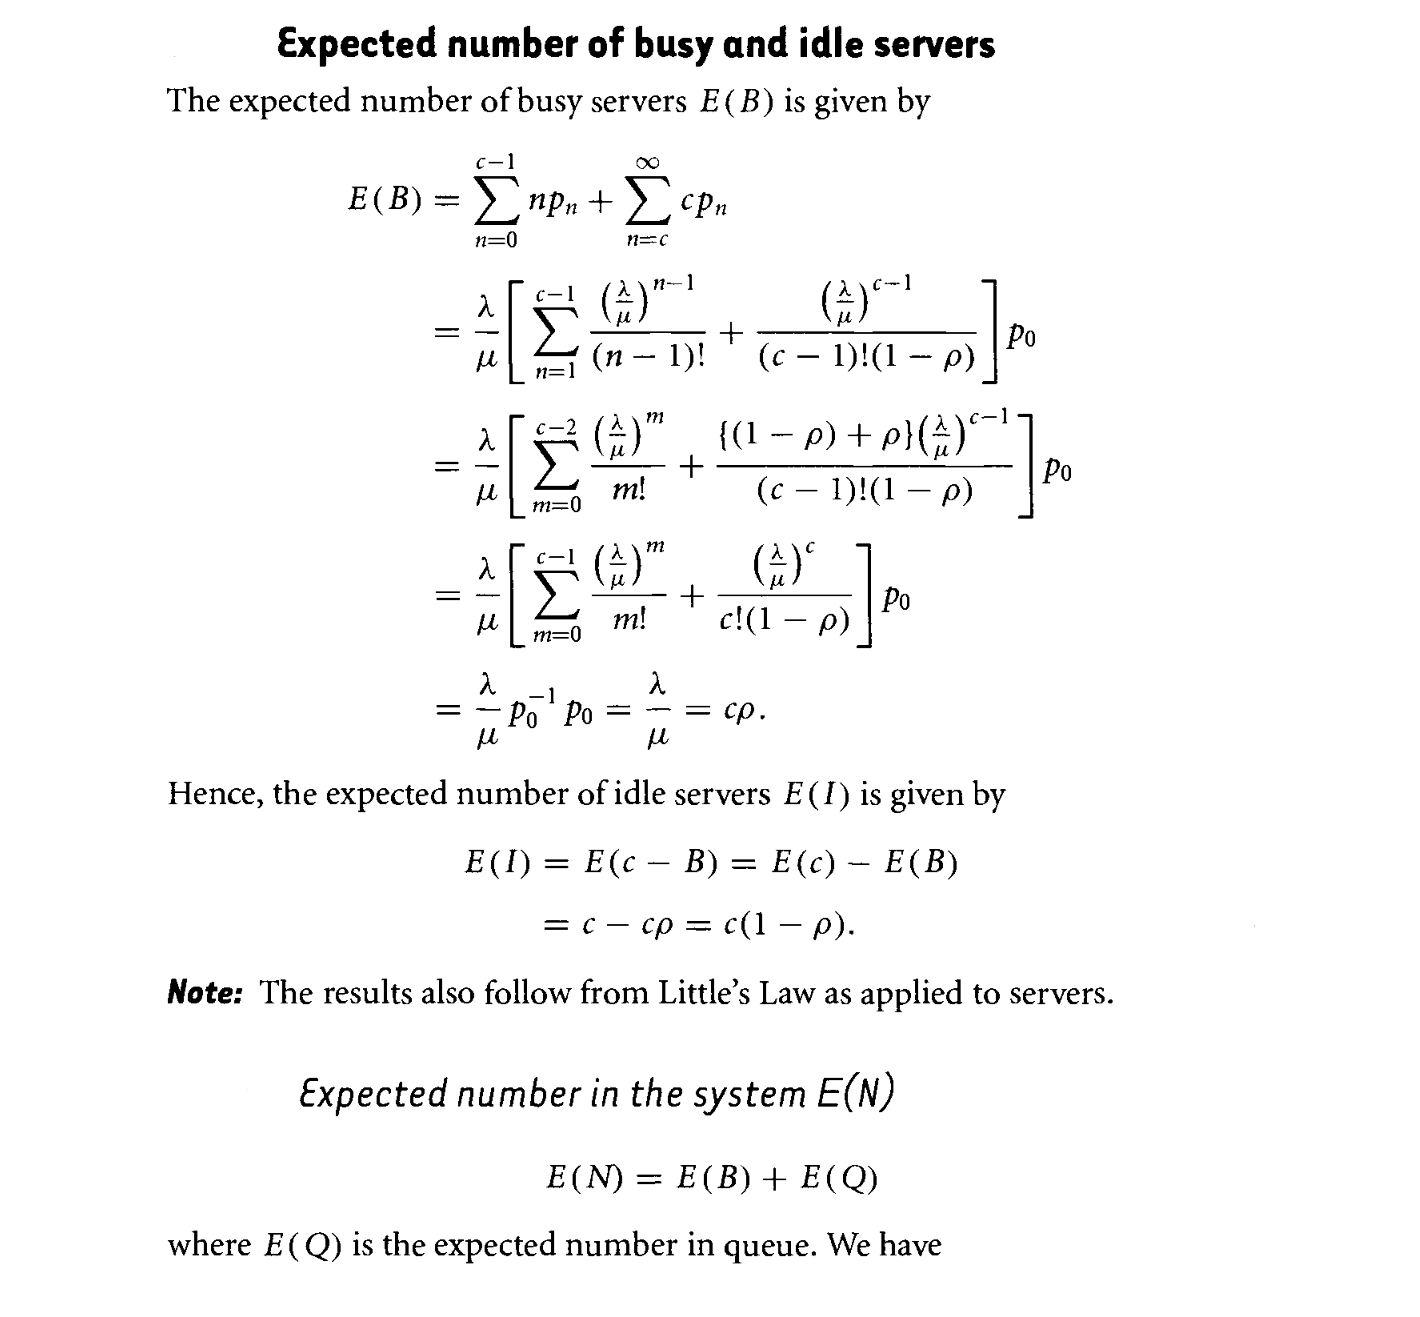 Expected number of busy and idle servers
The expected number of busy servers E(B) is given by
E(B) = \sum_{n=0}^{c-1} np_n + \sum_{n=c}^{\infty} cp_n
= \frac{\lambda}{\mu} \left[ \sum_{n=1}^{c-1} \frac{\left(\frac{\lambda}{\mu}\right)^{n-1}}{(n-1)!} + \frac{\left(\frac{\lambda}{\mu}\right)^{c-1}}{(c-1)!(1-\rho)} \right] p_0
= \frac{\lambda}{\mu} \left[ \sum_{m=0}^{c-2} \frac{\left(\frac{\lambda}{\mu}\right)^{m}}{m!} + \frac{\{(1-\rho)+\rho\}\left(\frac{\lambda}{\mu}\right)^{c-1}}{(c-1)!(1-\rho)} \right] p_0
= \frac{\lambda}{\mu} \left[ \sum_{m=0}^{c-1} \frac{\left(\frac{\lambda}{\mu}\right)^{m}}{m!} + \frac{\left(\frac{\lambda}{\mu}\right)^{c}}{c!(1-\rho)} \right] p_0
= \frac{\lambda}{\mu} p_0^{-1} p_0 = \frac{\lambda}{\mu} = c\rho.
Hence, the expected number of idle servers E(I) is given by
E(I) = E(c − B) = E(c) − E(B)
= c − cρ = c(1 − ρ).
Note: The results also follow from Little’s Law as applied to servers.
Expected number in the system E(N)
E(N) = E(B) + E(Q)
where E(Q) is the expected number in queue. We have